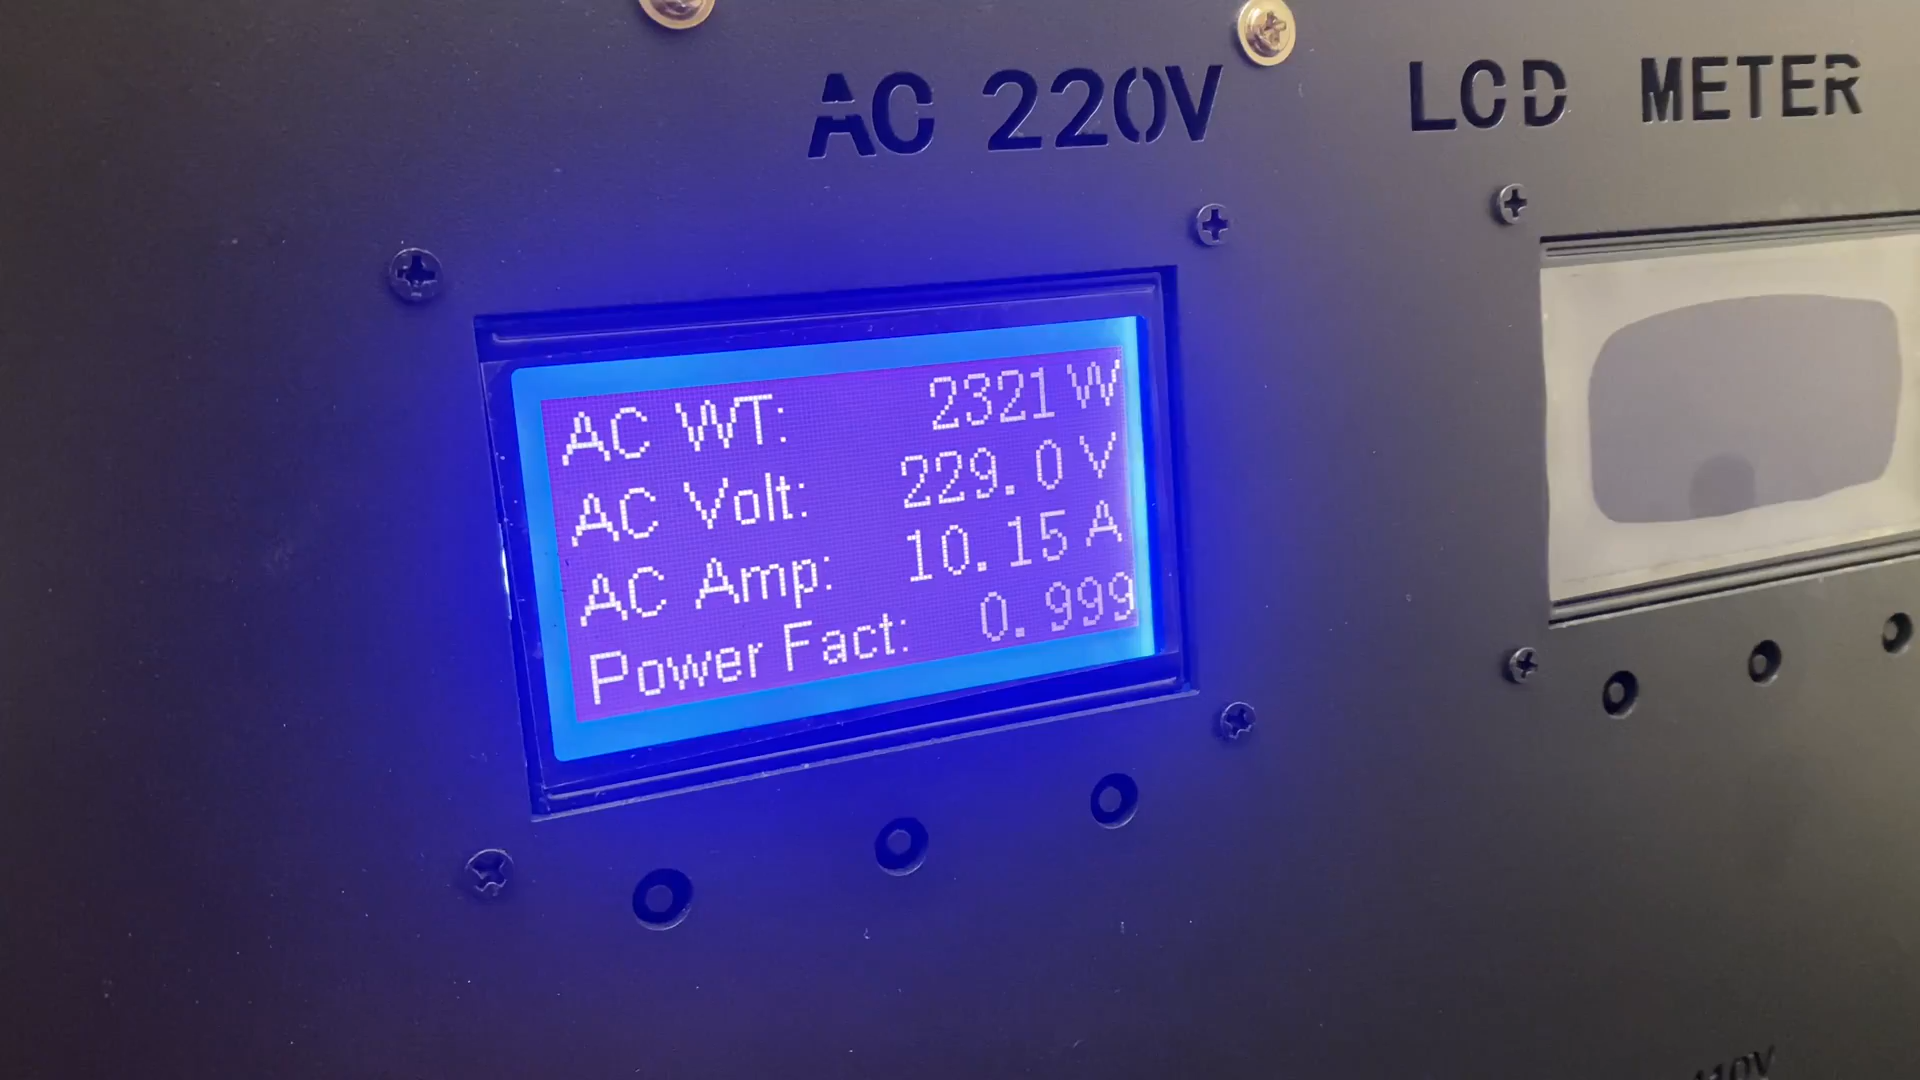 AC 220V
LCD METER
AC WT: 2321 W
AC Volt: 229.0 V
AC Amp: 10.15 A
Power Fact: 0.999